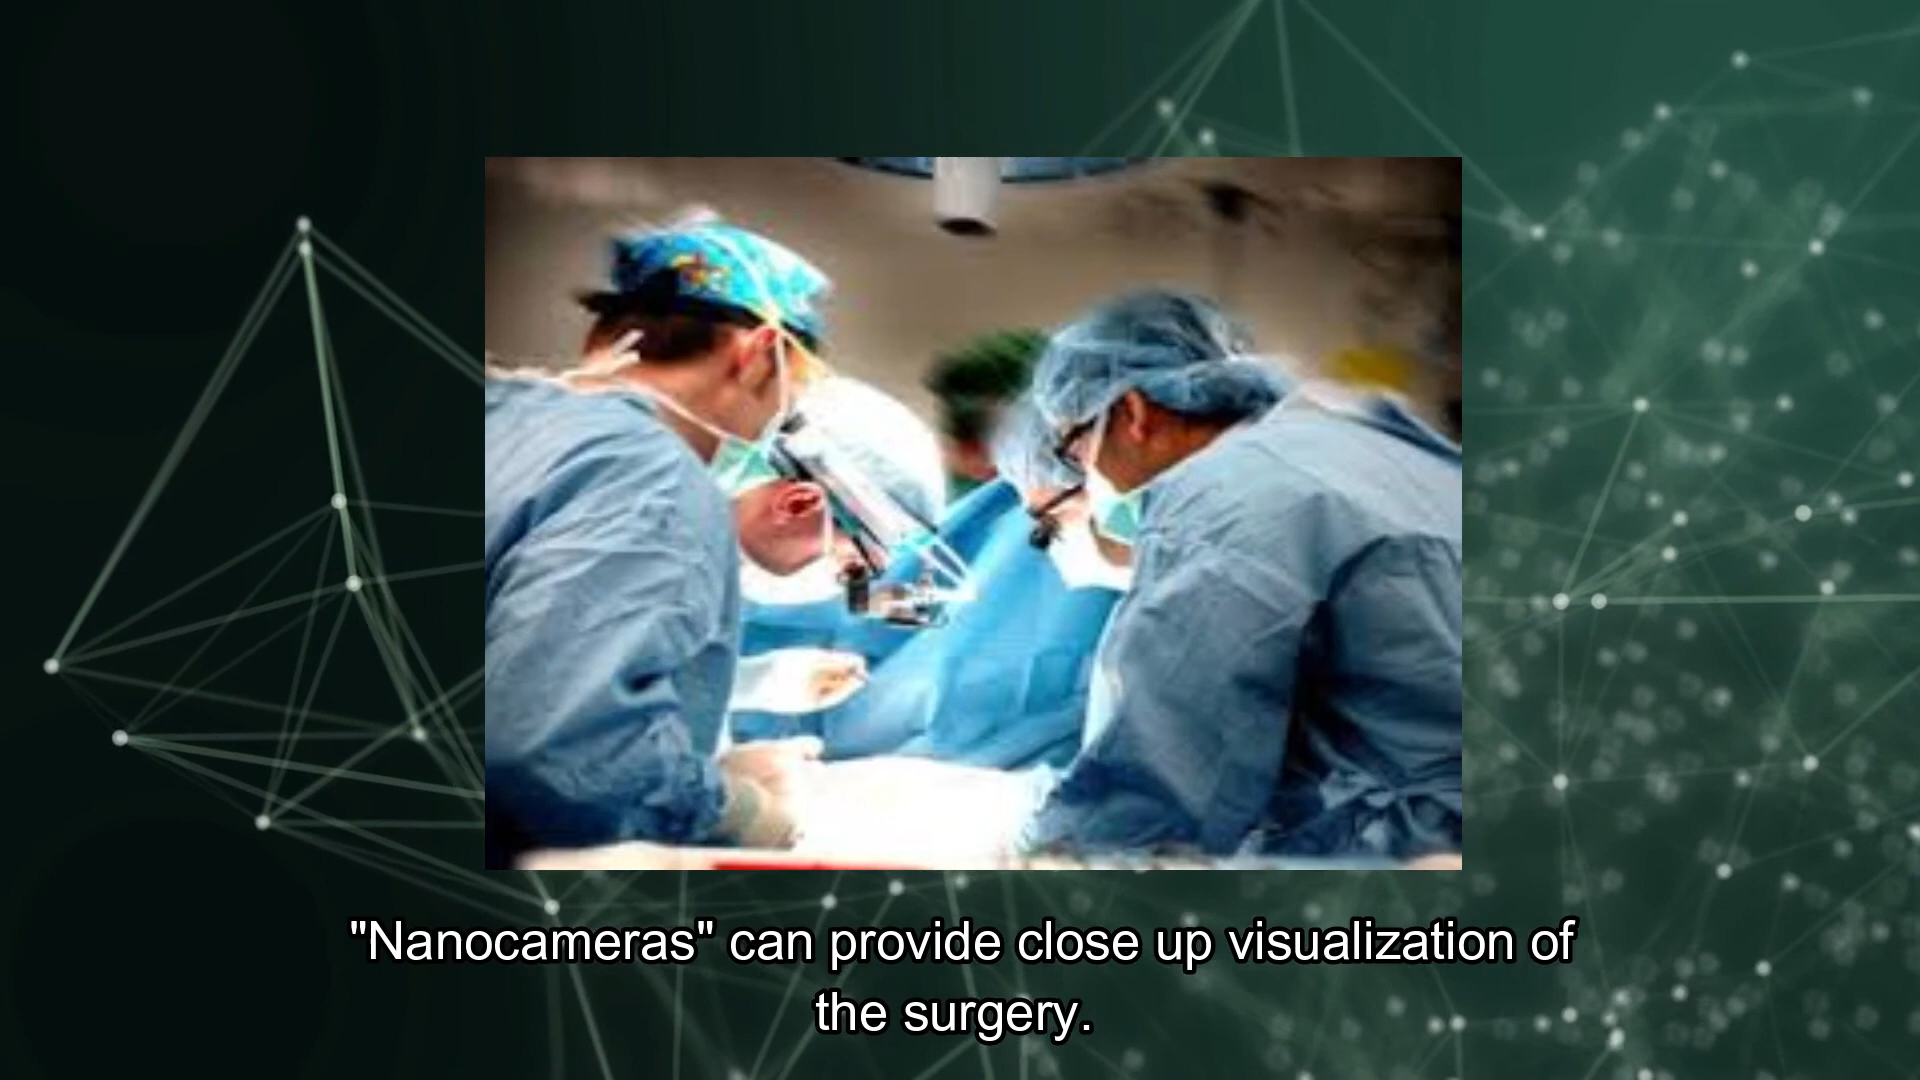 "Nanocameras" can provide close up visualization of
the surgery.